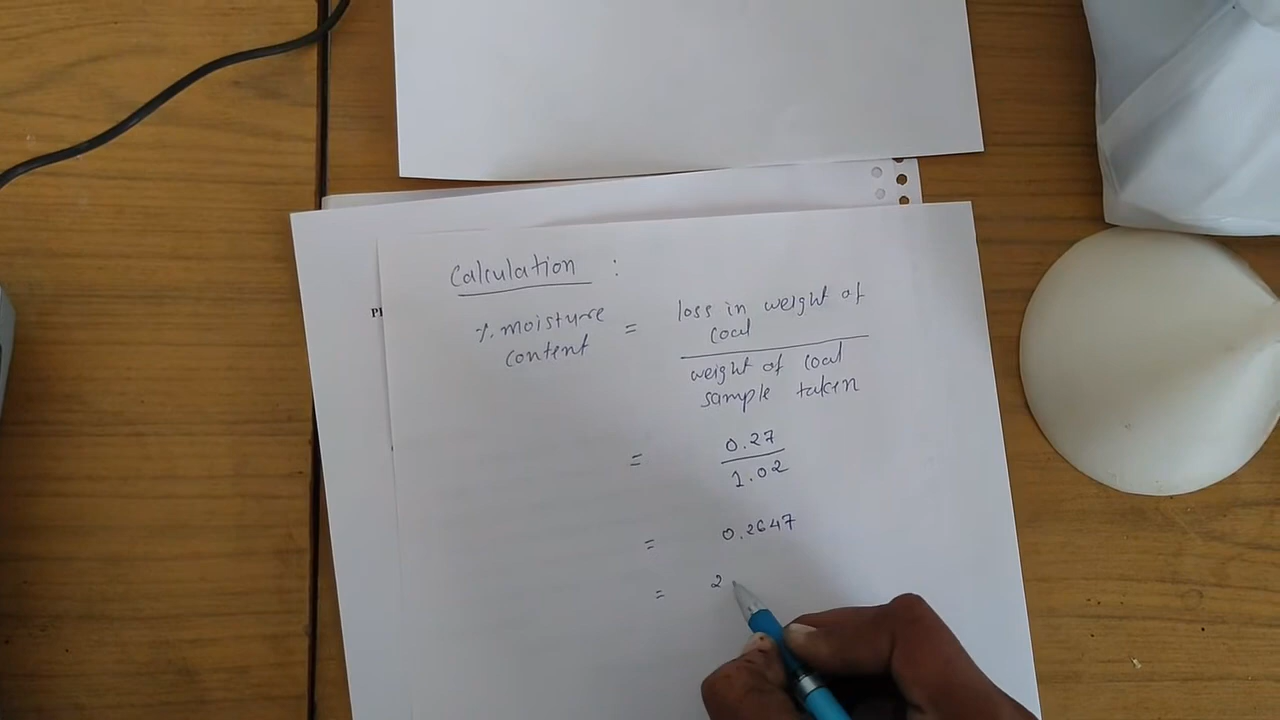 Calculation :
%. moisture content = loss in weight of coal
weight of coal sample taken
= 0.27
1.02
= 0.2647
= 2